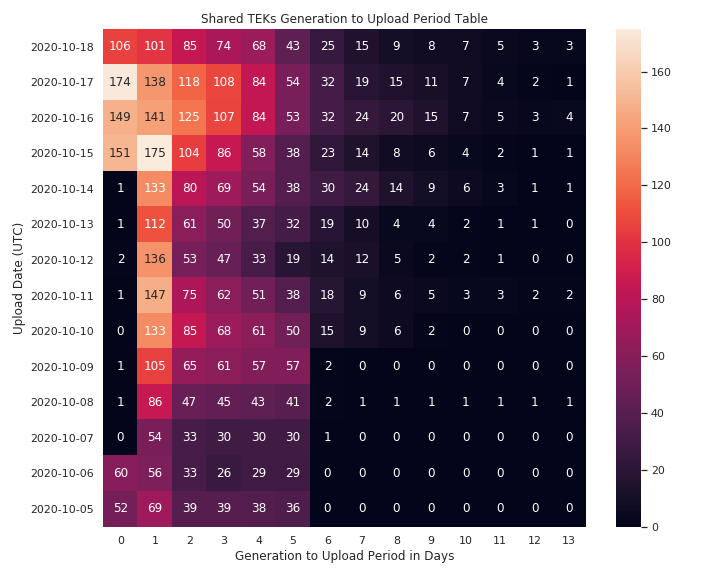 Shared TEKs Generation to Upload Period Table
2020-10-18 106 101 85 74 68 43 25 15 9 8 7 5 3 3
2020-10-17 174 138 118 108 84 54 32 19 15 11 7 4 2 1
2020-10-16 149 141 125 107 84 53 32 24 20 15 7 5 3 4
2020-10-15 151 175 104 86 58 38 23 14 8 6 4 2 1 1
2020-10-14 1 133 80 69 54 38 30 24 14 9 6 3 1 1
2020-10-13 1 112 61 50 37 32 19 10 4 4 2 1 1 0
2020-10-12 2 136 53 47 33 19 14 12 5 2 2 1 0 0
2020-10-11 1 147 75 62 51 38 18 9 6 5 3 3 2 2
2020-10-10 0 133 85 68 61 50 15 9 6 2 0 0 0 0
2020-10-09 1 105 65 61 57 57 2 0 0 0 0 0 0 0
2020-10-08 1 86 47 45 43 41 2 1 1 1 1 1 1 1
2020-10-07 0 54 33 30 30 30 1 0 0 0 0 0 0 0
2020-10-06 60 56 33 26 29 29 0 0 0 0 0 0 0 0
2020-10-05 52 69 39 39 38 36 0 0 0 0 0 0 0 0
0 1 2 3 4 5 6 7 8 9 10 11 12 13
Generation to Upload Period in Days
Upload Date (UTC)
160
140
120
100
80
60
40
20
0